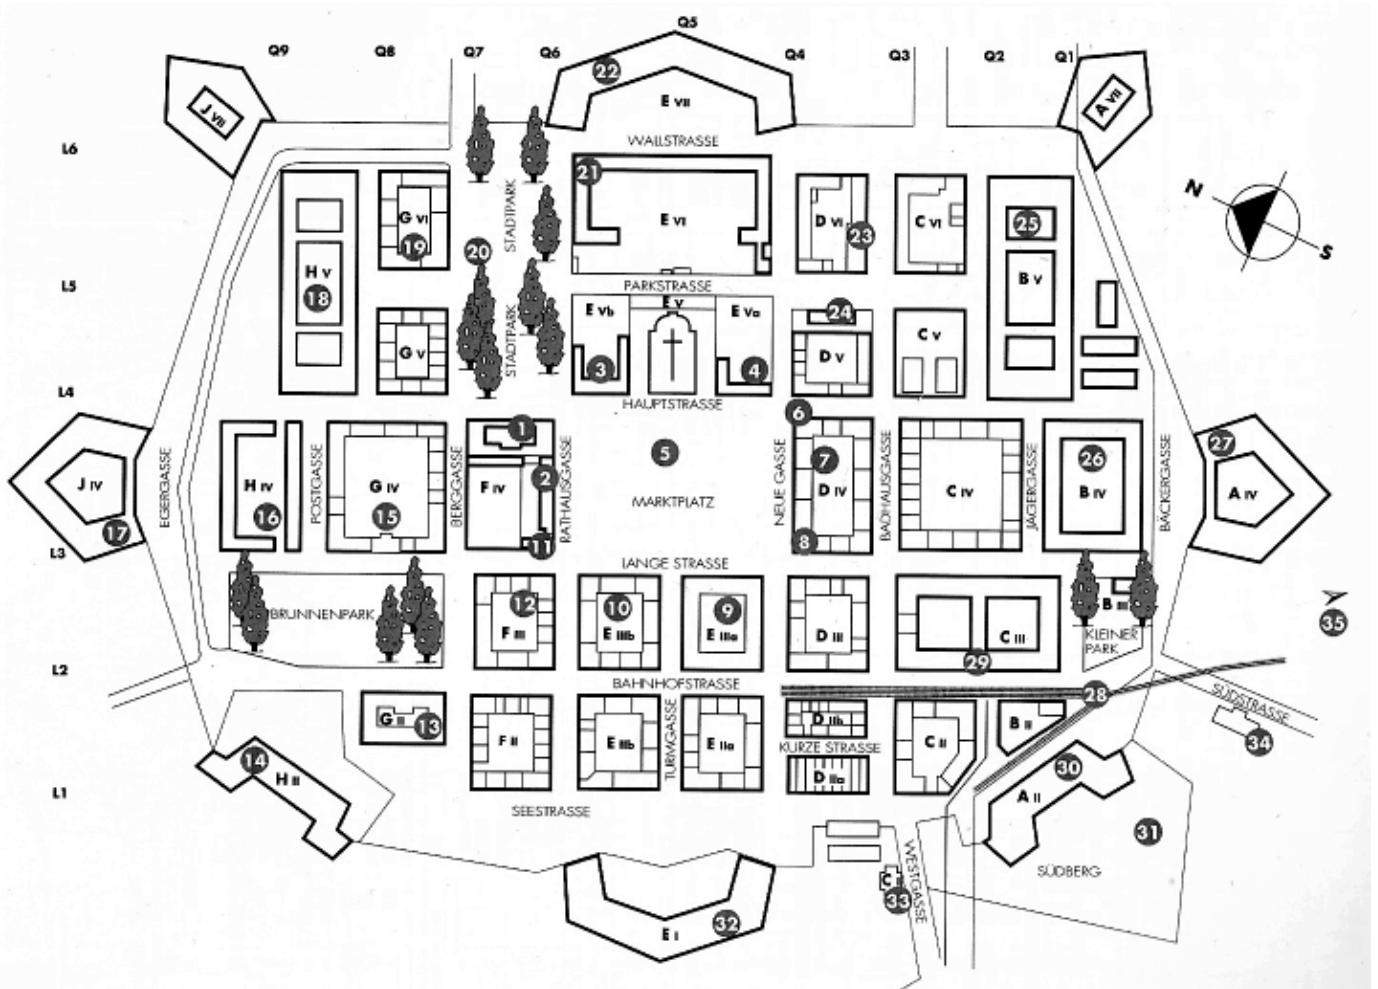 Q5
Q9 Q8 Q7 Q6 Q4 Q3 Q2 Q1
22
J VII
E VII
A VII
L6
WALLSTRASSE
21
N
S
G VI
STADTPARK
E VI
D VI
C VI
25
19
20
23
H V
B V
18
L5
PARKSTRASSE
E V
E Vb
E Va
24
G V
STADTPARK
D V
C V
3
4
L4
HAUPTSTRASSE
6
1
5
7
26
27
2
EGERGASSE
J IV
H IV
POSTGASSE
G IV
BERGGASSE
F IV
RATHAUSGASSE
MARKTPLATZ
NEUE GASSE
D IV
BADHAUSGASSE
C IV
JÄGERGASSE
B IV
BÄCKERGASSE
A IV
17
16
15
11
8
L3
LANGE STRASSE
12
10
9
BRUNNENPARK
F III
E IIIb
E IIIa
D III
C III
B III
KLEINER
PARK
35
29
L2
BAHNHOFSTRASSE
28
SÜDSTRASSE
G II
13
F II
E IIIb
TURMGASSE
E IIa
D IIb
KURZE STRASSE
D IIa
C II
B II
34
14
H II
30
A II
L1
SEESTRASSE
31
WESTGASSE
SÜDBERG
33
32
E I